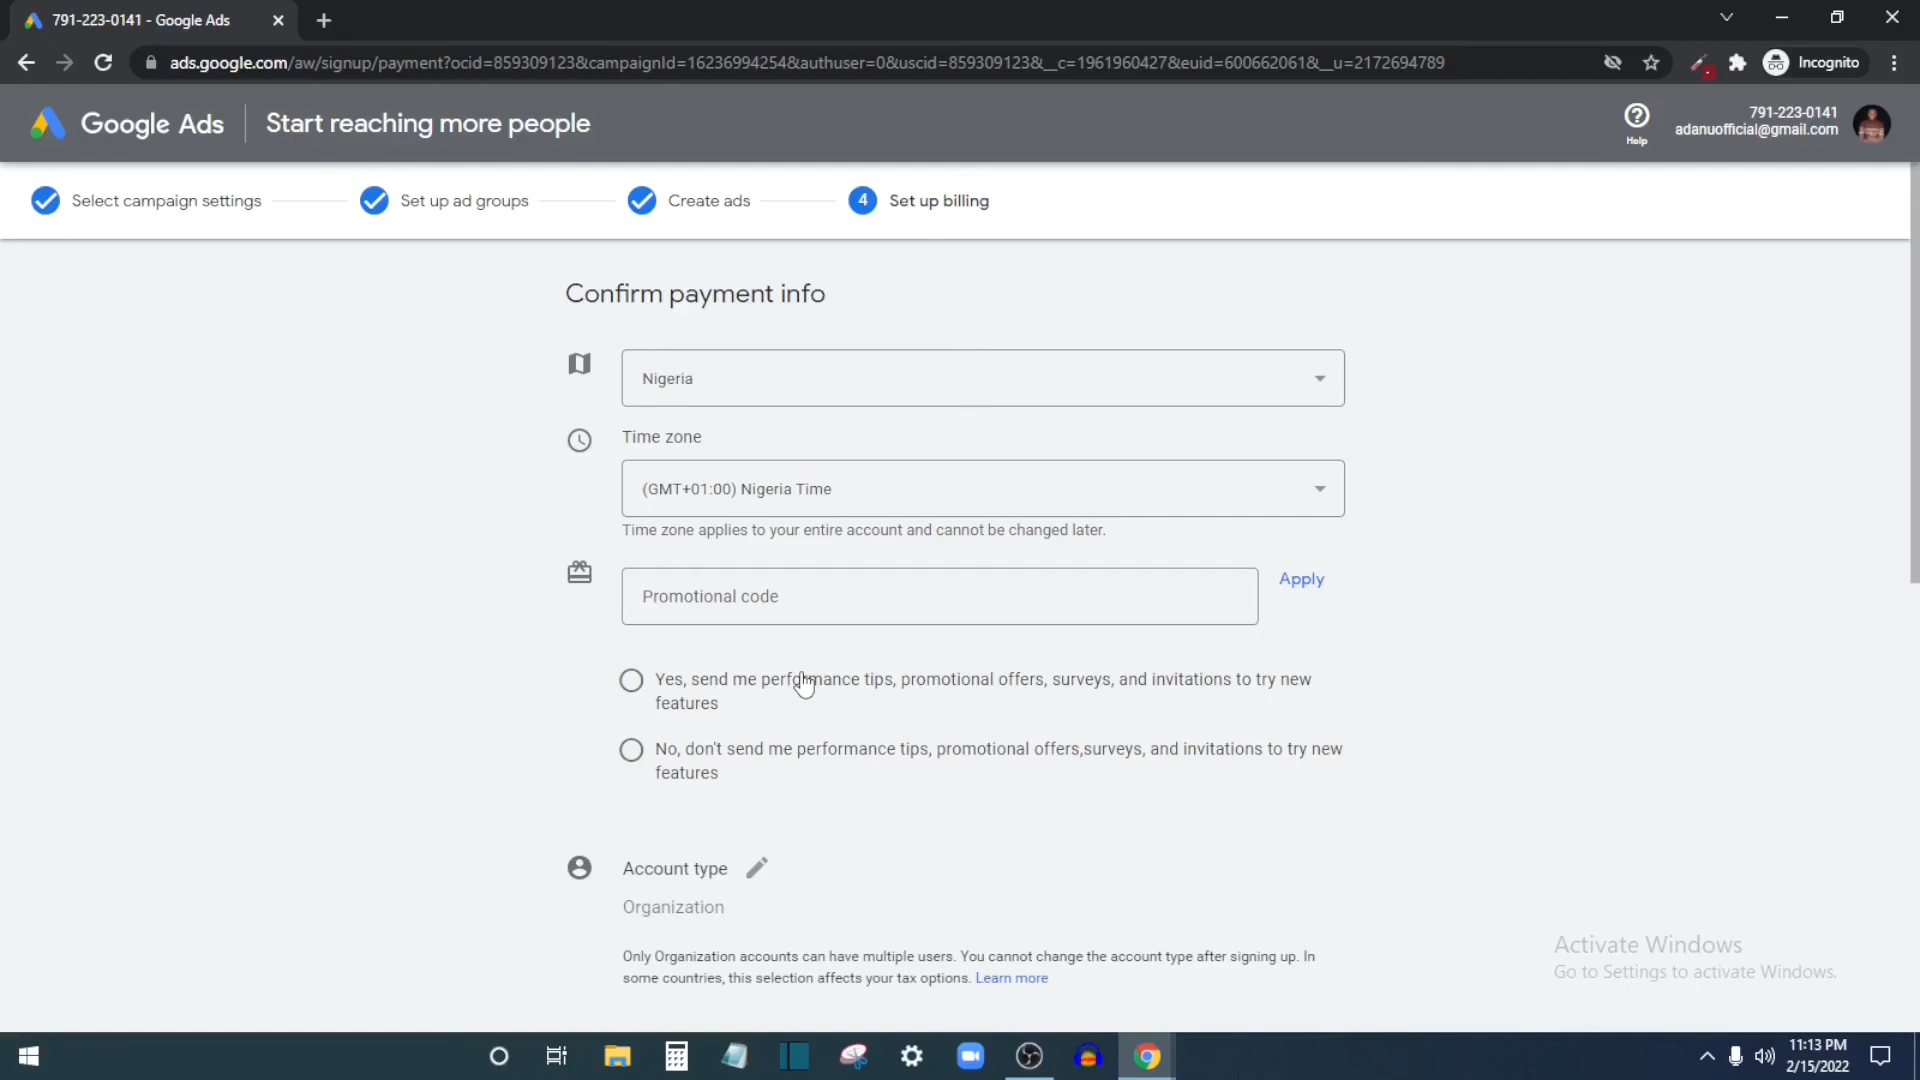 791-223-0141 - Google Ads
ads.google.com/aw/signup/payment?ocid=859309123&campaignId=16236994254&authuser=0&uscid=859309123&__c=1961960427&euid=600662061&__u=2172694789
Incognito
Google Ads
Start reaching more people
Help
791-223-0141
adanuofficial@gmail.com
Select campaign settings
Set up ad groups
Create ads
4 Set up billing
Confirm payment info
Nigeria
Time zone
(GMT+01:00) Nigeria Time
Time zone applies to your entire account and cannot be changed later.
Promotional code
Apply
Yes, send me performance tips, promotional offers, surveys, and invitations to try new
features
No, don't send me performance tips, promotional offers,surveys, and invitations to try new
features
Account type
Organization
Only Organization accounts can have multiple users. You cannot change the account type after signing up. In
some countries, this selection affects your tax options. Learn more
Activate Windows
Go to Settings to activate Windows.
11:13 PM
2/15/2022